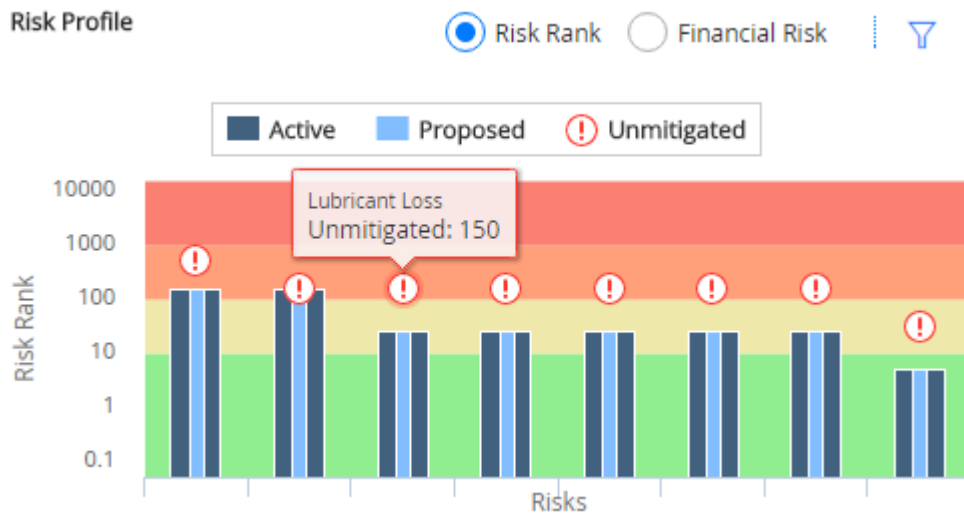 Risk Profile
Risk Rank
Financial Risk
Active
Proposed
Unmitigated
Lubricant Loss
Unmitigated: 150
10000
1000
100
10
1
0.1
Risk Rank
Risks